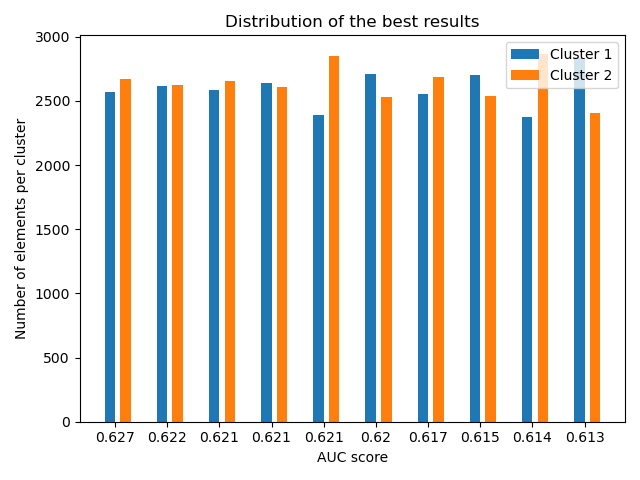 Distribution of the best results
Cluster 1
Cluster 2
Number of elements per cluster
3000
2500
2000
1500
1000
500
0
0.627 0.622 0.621 0.621 0.621 0.62 0.617 0.615 0.614 0.613
AUC score